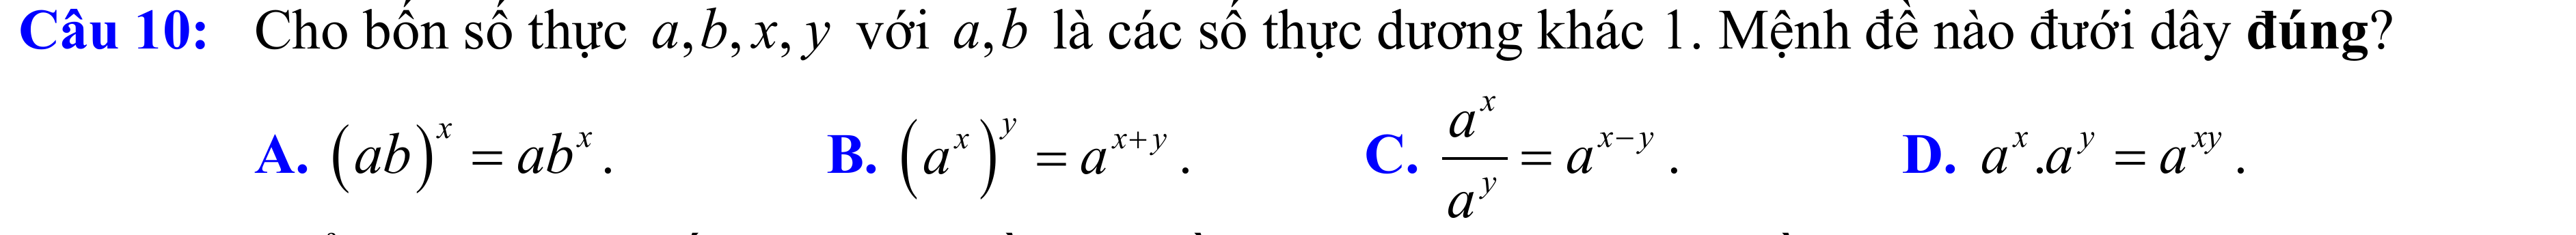 Câu 10: Cho bốn số thực a,b,x,y với a,b là các số thực dương khác 1. Mệnh đề nào dưới dây đúng?
A. (ab)^x = ab^x. B. (a^x)^y = a^{x+y}. C. \frac{a^x}{a^y} = a^{x-y}. D. a^x.a^y = a^{xy}.